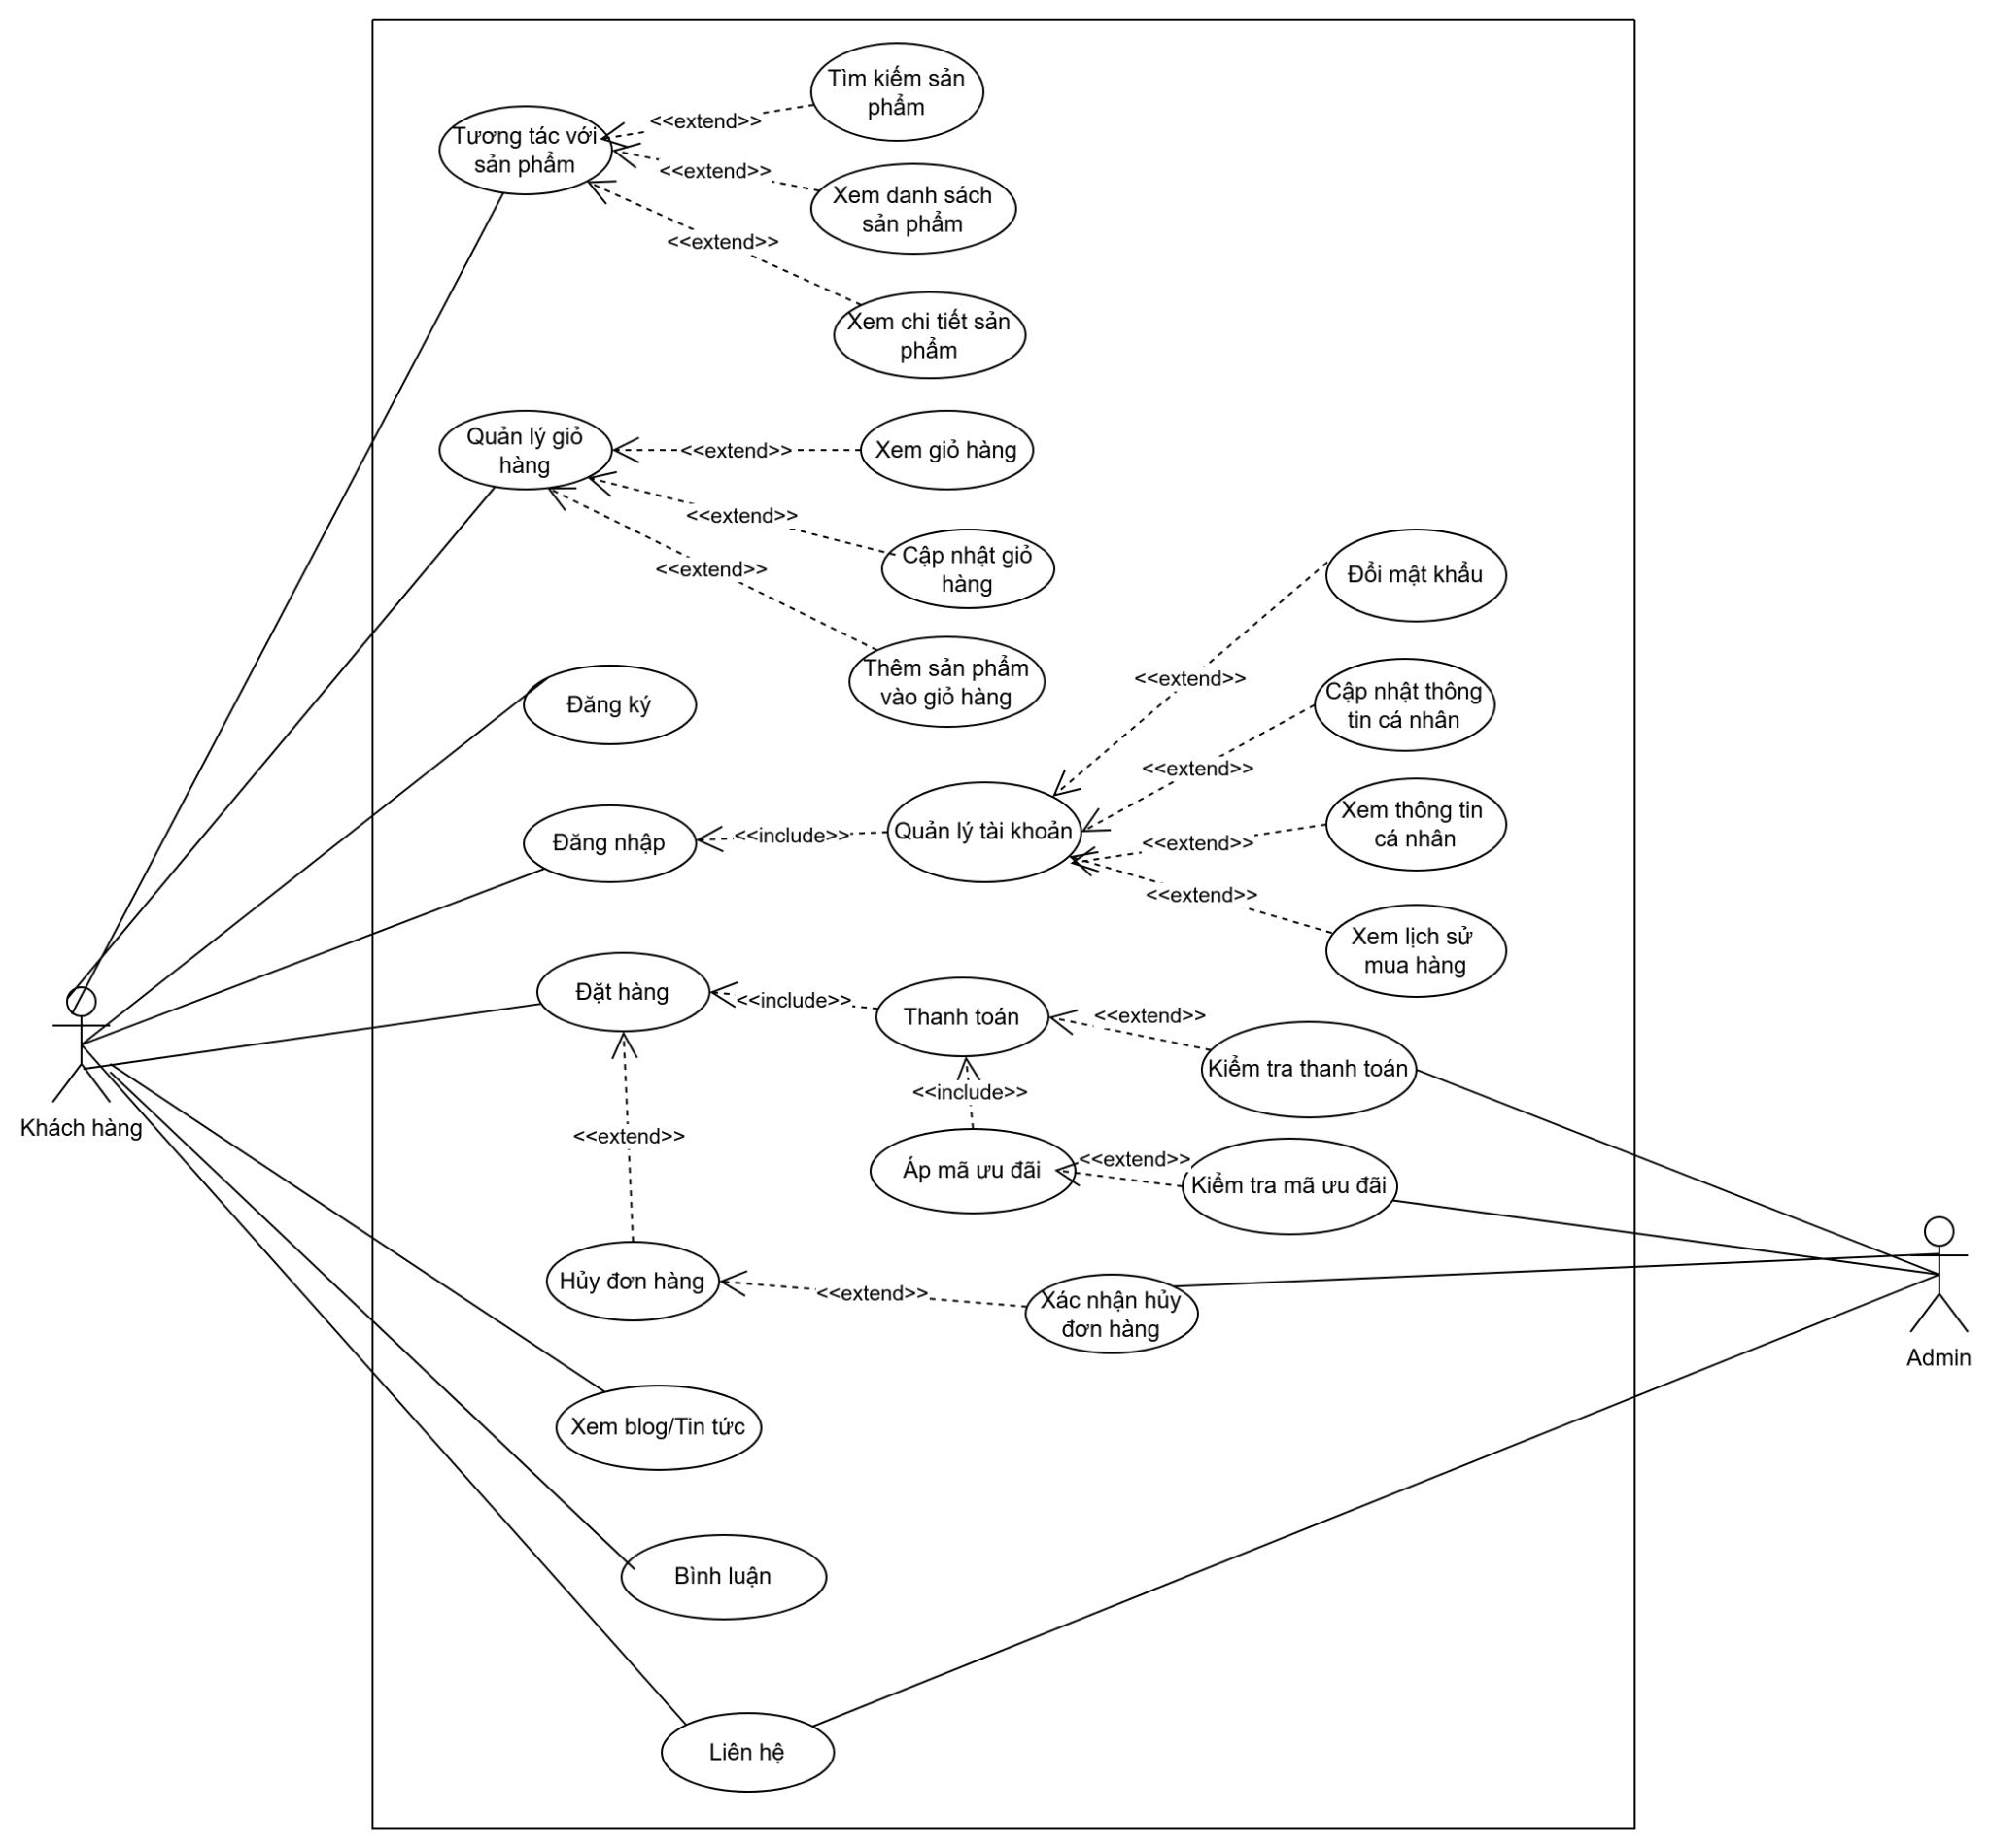 Tìm kiếm sản
phẩm
<<extend>>
Tương tác với
sản phẩm
<<extend>>
Xem danh sách
sản phẩm
<<extend>>
Xem chi tiết sản
phẩm
Quản lý giỏ
hàng
<<extend>>
Xem giỏ hàng
<<extend>>
Cập nhật giỏ
hàng
<<extend>>
Thêm sản phẩm
vào giỏ hàng
Đổi mật khẩu
<<extend>>
Cập nhật thông
tin cá nhân
Đăng ký
<<extend>>
Đăng nhập
<<include>>
Quản lý tài khoản
<<extend>>
Xem thông tin
cá nhân
<<extend>>
Xem lịch sử
mua hàng
Đặt hàng
<<include>>
Thanh toán
<<extend>>
Kiểm tra thanh toán
<<include>>
Khách hàng
<<extend>>
Áp mã ưu đãi
<<extend>>
Kiểm tra mã ưu đãi
Hủy đơn hàng
<<extend>>
Xác nhận hủy
đơn hàng
Admin
Xem blog/Tin tức
Bình luận
Liên hệ